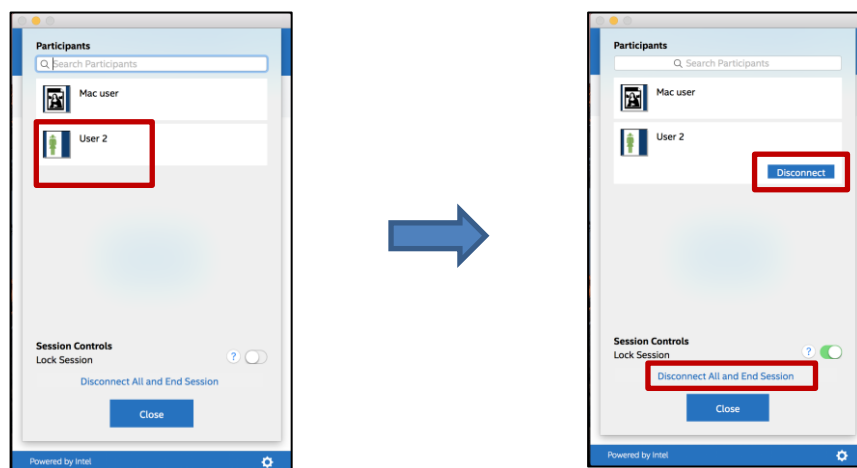 Participants
Search Participants
Mac user
User 2
Session Controls
Lock Session
?
Disconnect All and End Session
Close
Powered by Intel
Participants
Search Participants
Mac user
User 2
Disconnect
Session Controls
Lock Session
?
Disconnect All and End Session
Close
Powered by Intel